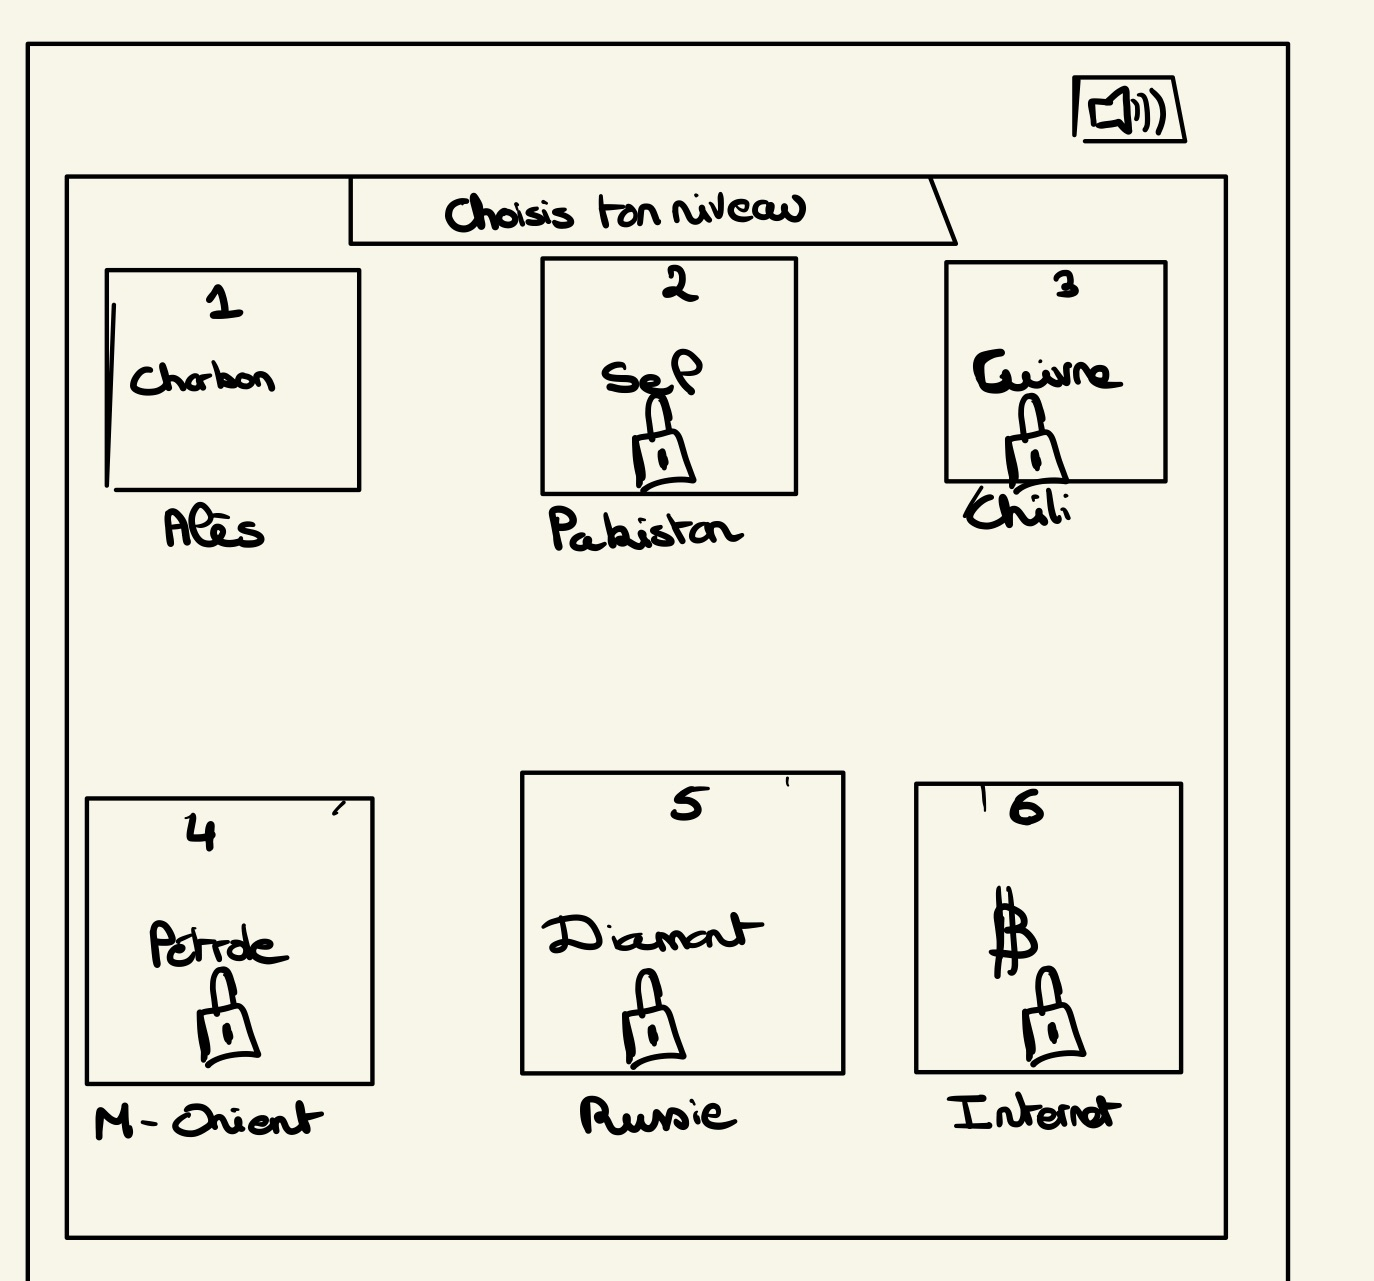 Choisis ton niveau
1
Charbon
Alès
2
Sel
Pakistan
3
Cuivre
Chili
4
Pétrole
M-Orient
5
Diamant
Russie
6
₿
Internet